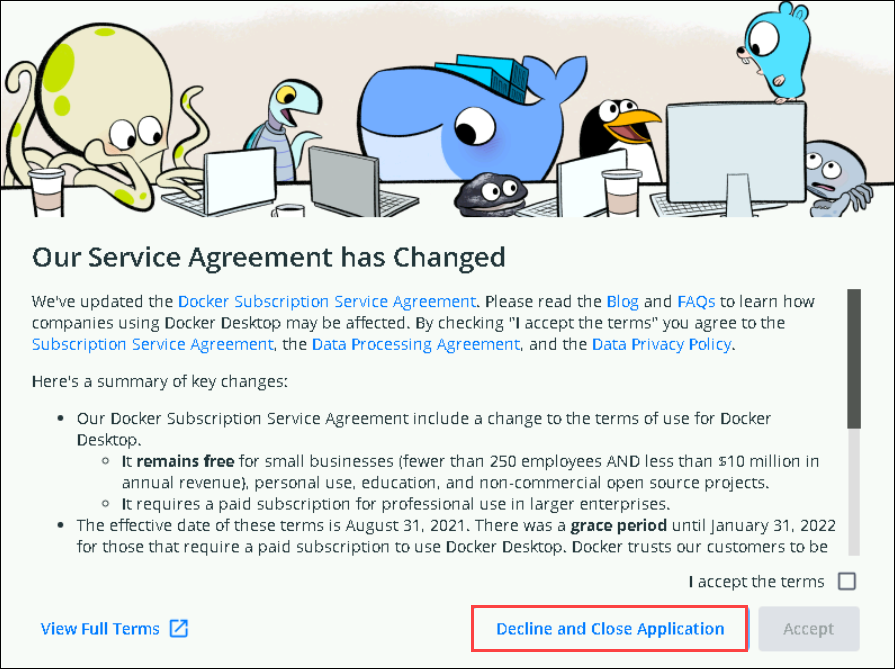 Our Service Agreement has Changed
We've updated the Docker Subscription Service Agreement. Please read the Blog and FAQs to learn how
companies using Docker Desktop may be affected. By checking "I accept the terms" you agree to the
Subscription Service Agreement, the Data Processing Agreement, and the Data Privacy Policy.
Here's a summary of key changes:
• Our Docker Subscription Service Agreement include a change to the terms of use for Docker
Desktop.
◦ It remains free for small businesses (fewer than 250 employees AND less than $10 million in
annual revenue), personal use, education, and non-commercial open source projects.
◦ It requires a paid subscription for professional use in larger enterprises.
• The effective date of these terms is August 31, 2021. There was a grace period until January 31, 2022
for those that require a paid subscription to use Docker Desktop. Docker trusts our customers to be
I accept the terms
View Full Terms
Decline and Close Application
Accept